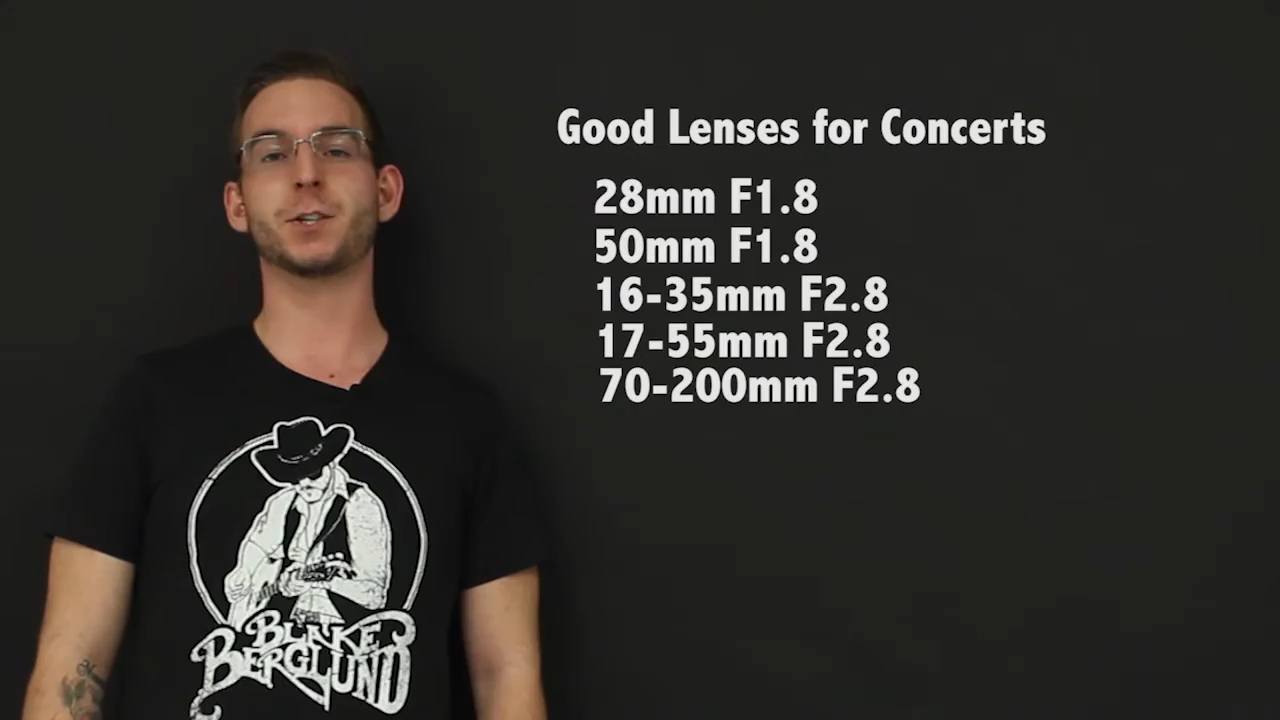 Good Lenses for Concerts
28mm F1.8
50mm F1.8
16-35mm F2.8
17-55mm F2.8
70-200mm F2.8
BLAKE
BERGLUND